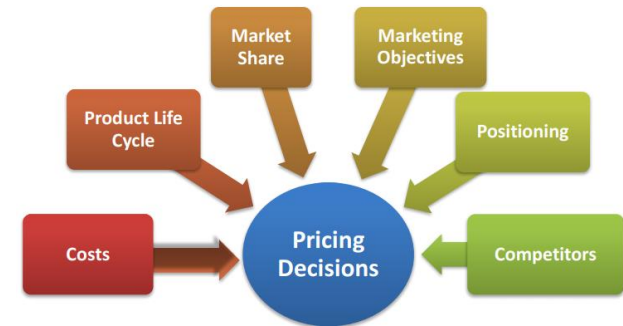 Market
Share
Marketing
Objectives
Product Life
Cycle
Positioning
Costs
Pricing
Decisions
Competitors